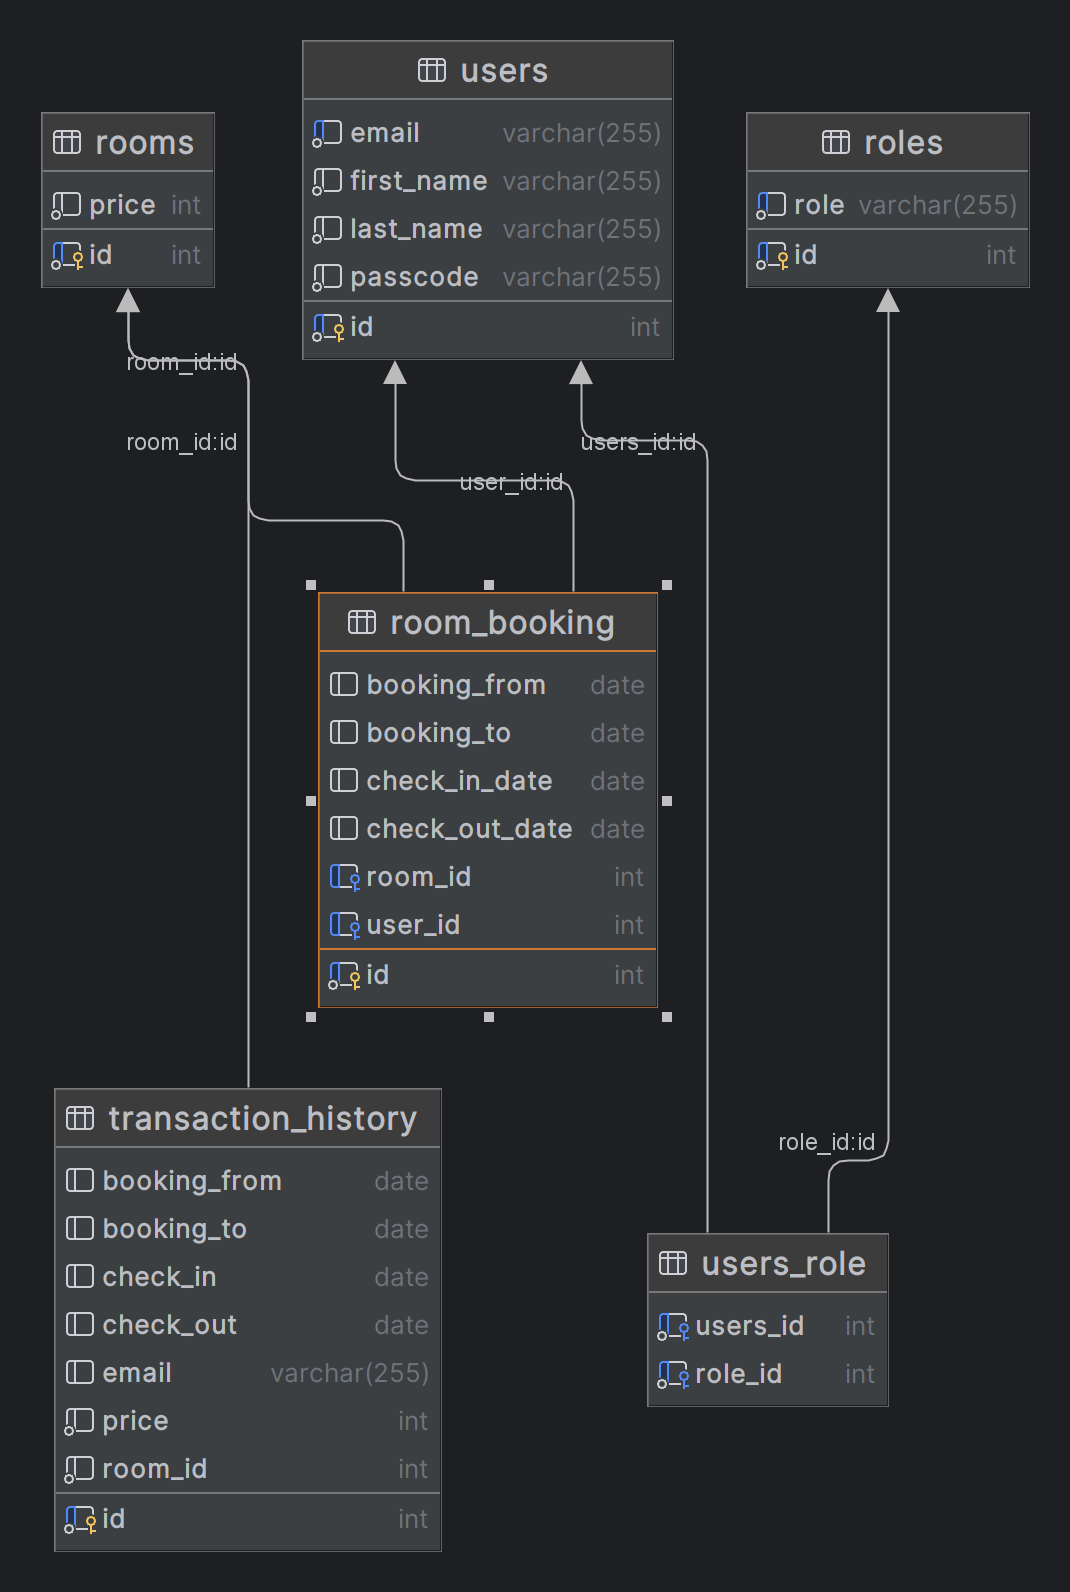 users
email varchar(255)
first_name varchar(255)
last_name varchar(255)
passcode varchar(255)
id int
rooms
price int
id int
roles
role varchar(255)
id int
room_id:id
room_id:id
users_id:id
user_id:id
room_booking
booking_from date
booking_to date
check_in_date date
check_out_date date
room_id int
user_id int
id int
transaction_history
booking_from date
booking_to date
check_in date
check_out date
email varchar(255)
price int
room_id int
id int
role_id:id
users_role
users_id int
role_id int